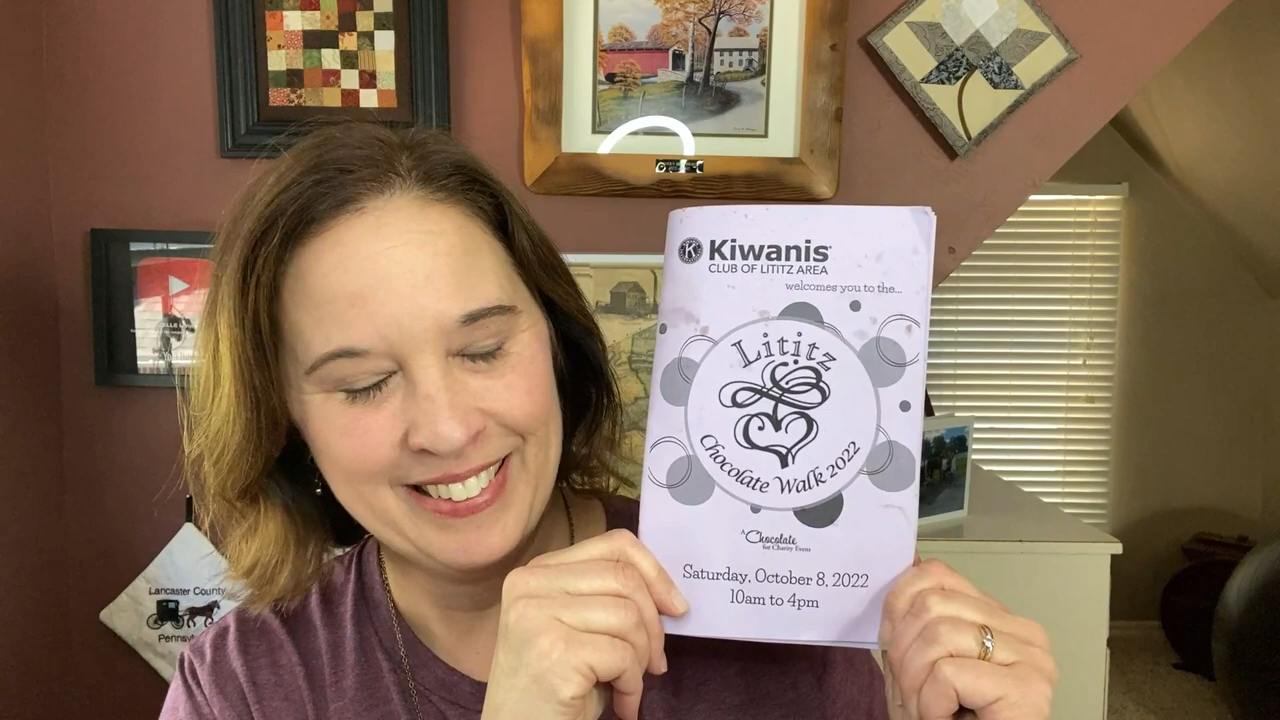 Kiwanis
CLUB OF LITITZ AREA
welcomes you to the...
Lititz
Chocolate Walk 2022
A Chocolate
for Charity Event
Saturday, October 8, 2022
10am to 4pm
Lancaster County